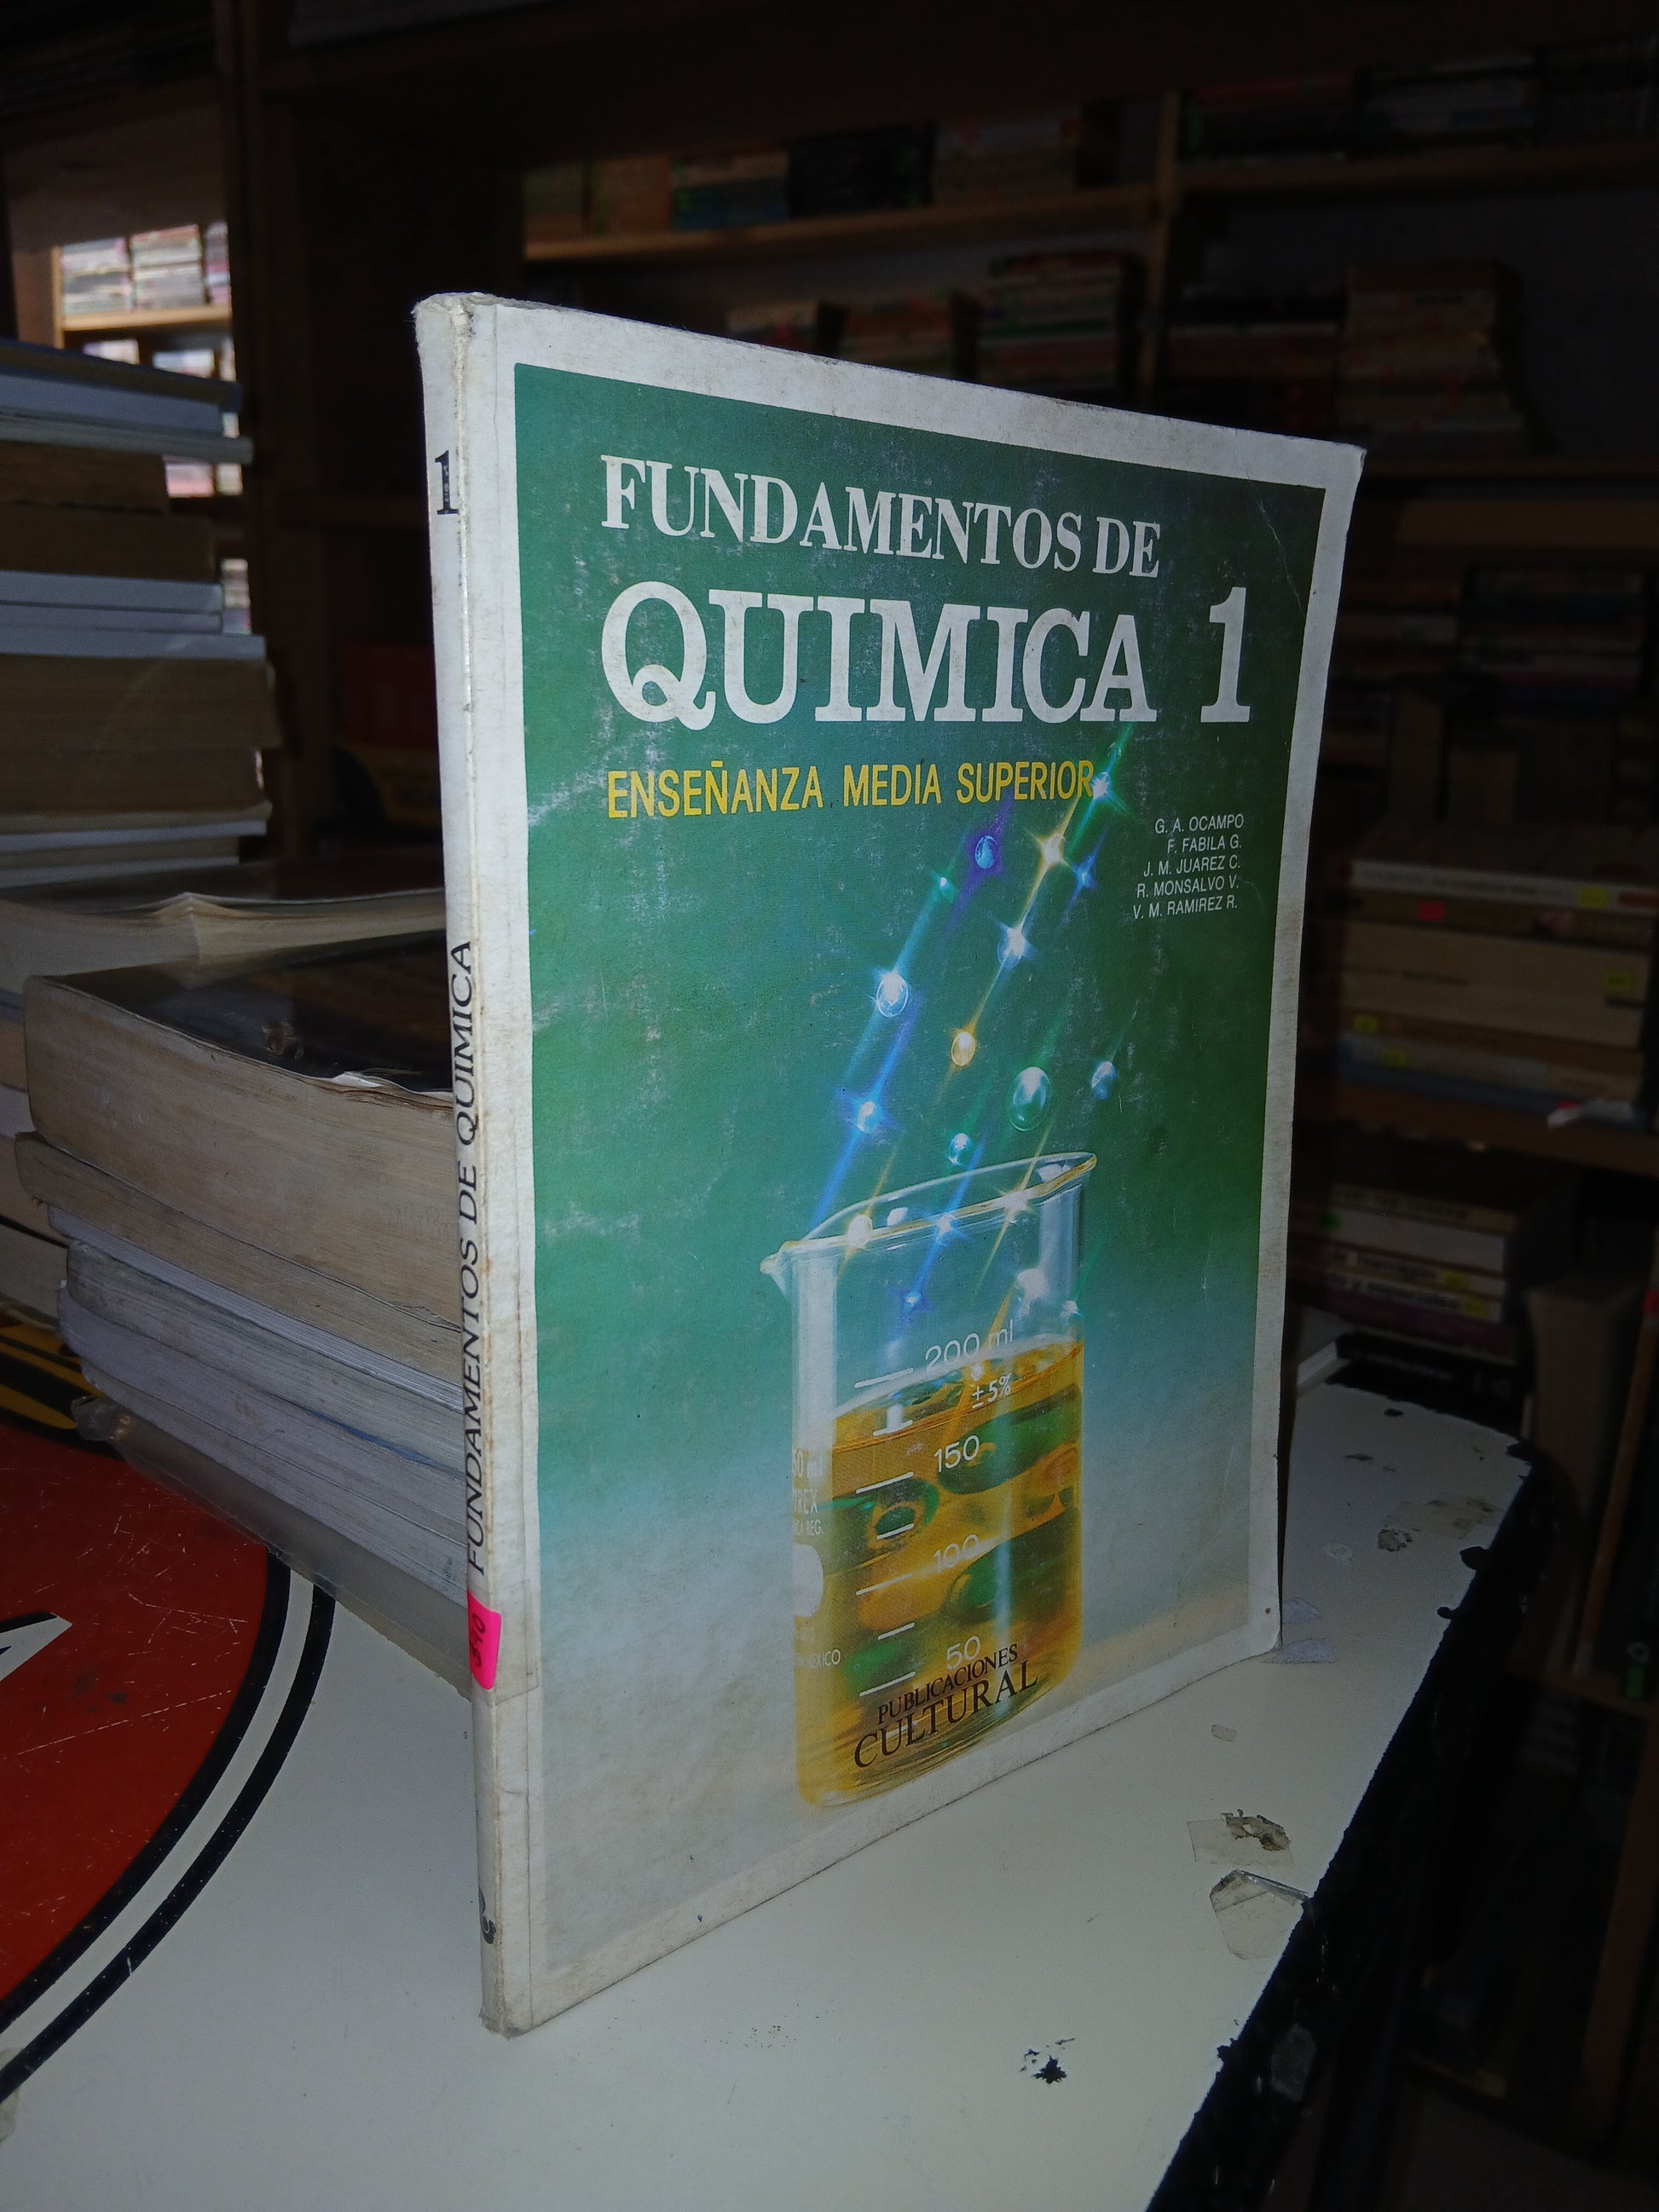 1
FUNDAMENTOS DE QUIMICA
FUNDAMENTOS DE
QUIMICA 1
ENSEÑANZA MEDIA SUPERIOR
G. A. OCAMPO
F. FABILA G.
J. M. JUAREZ C.
R. MONSALVO V.
V. M. RAMIREZ R.
200 ml
±5%
150
100
50
MEXICO
PUBLICACIONES
CULTURAL